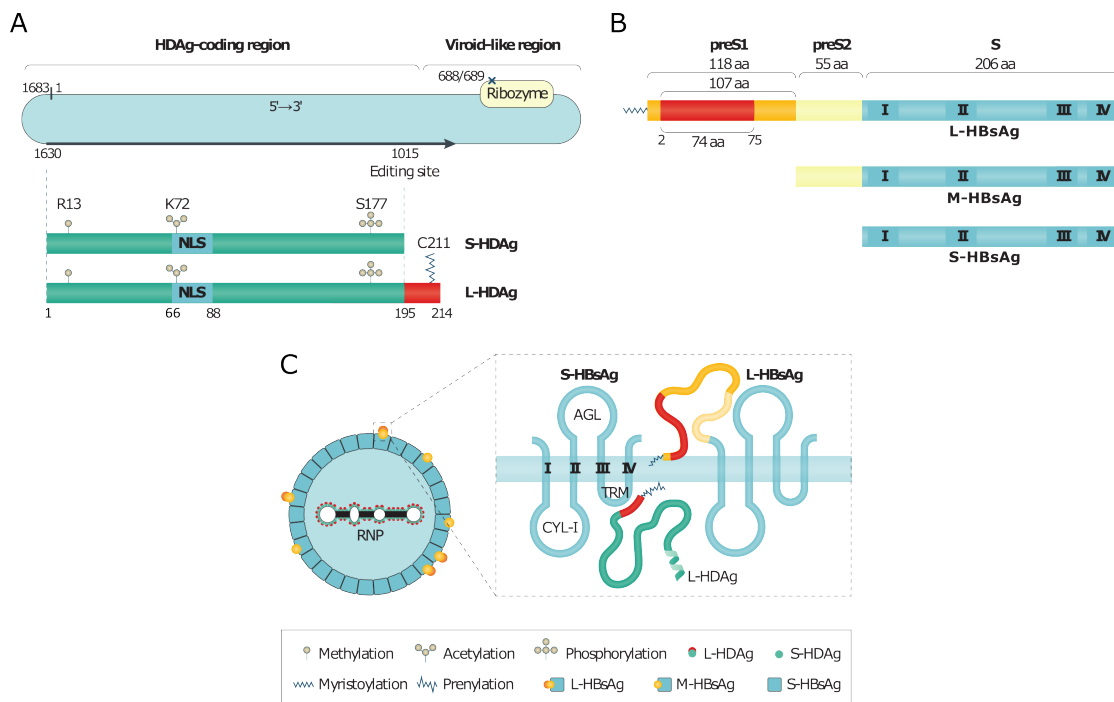 A
HDAg-coding region
Viroid-like region
688/689
1683 1
Ribozyme
5'→3'
1630
1015
Editing site
R13
K72
S177
NLS
S-HDAg
C211
NLS
L-HDAg
1
66
88
195
214
B
preS1
preS2
S
118 aa
55 aa
206 aa
107 aa
I
II
III
IV
L-HBsAg
2
74 aa
75
I
II
III
IV
M-HBsAg
I
II
III
IV
S-HBsAg
C
S-HBsAg
L-HBsAg
AGL
I
II
III
IV
TRM
CYL-I
L-HDAg
RNP
Methylation
Acetylation
Phosphorylation
L-HDAg
S-HDAg
Myristoylation
Prenylation
L-HBsAg
M-HBsAg
S-HBsAg